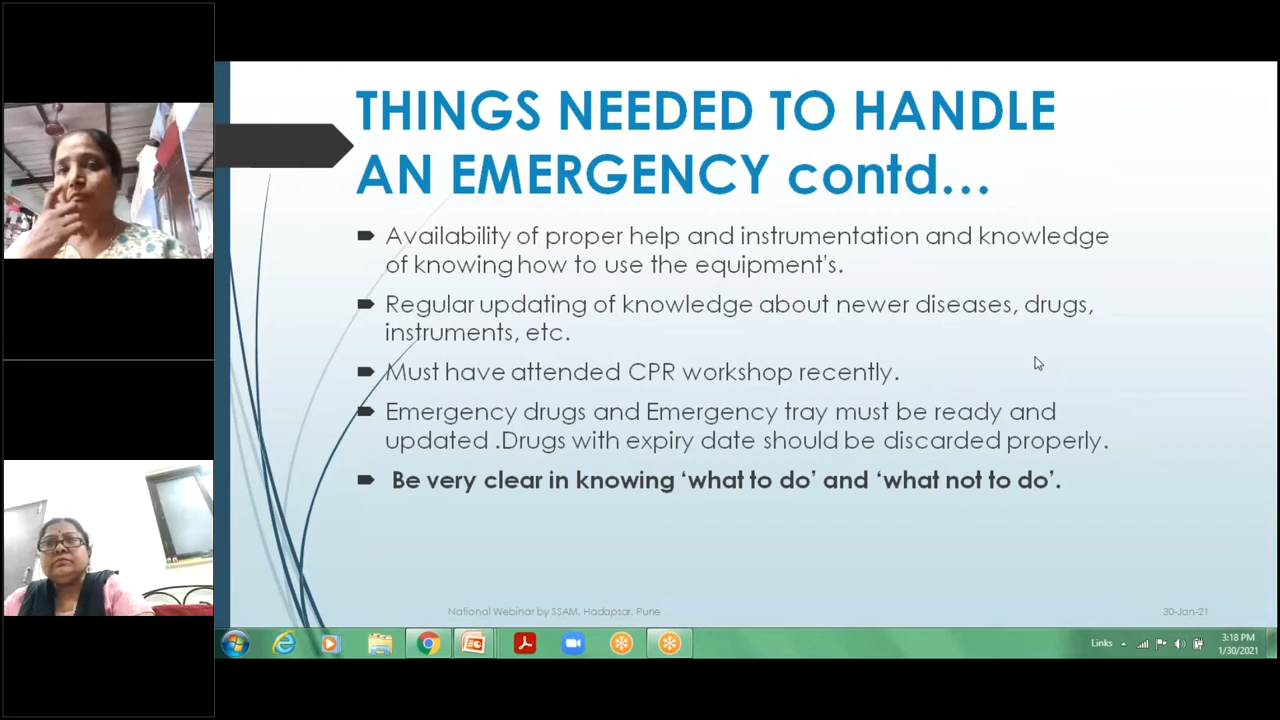 THINGS NEEDED TO HANDLE
AN EMERGENCY contd...
Availability of proper help and instrumentation and knowledge
of knowing how to use the equipment's.
Regular updating of knowledge about newer diseases, drugs,
instruments, etc.
Must have attended CPR workshop recently.
Emergency drugs and Emergency tray must be ready and
updated .Drugs with expiry date should be discarded properly.
Be very clear in knowing ‘what to do’ and ‘what not to do’.
National Webinar by SSAM, Hadapsar, Pune
30-Jan-21
Links
3:18 PM
1/30/2021